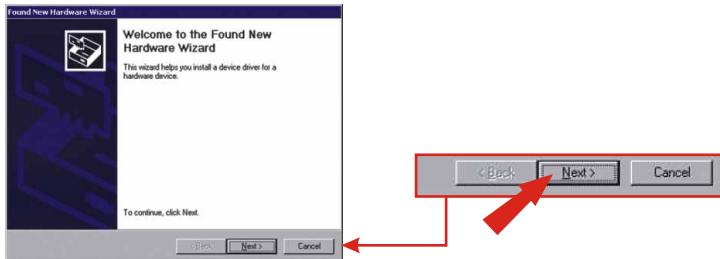 Found New Hardware Wizard
Welcome to the Found New
Hardware Wizard
This wizard helps you install a device driver for a
hardware device.
To continue, click Next.
< Back Next > Cancel
< Back Next > Cancel